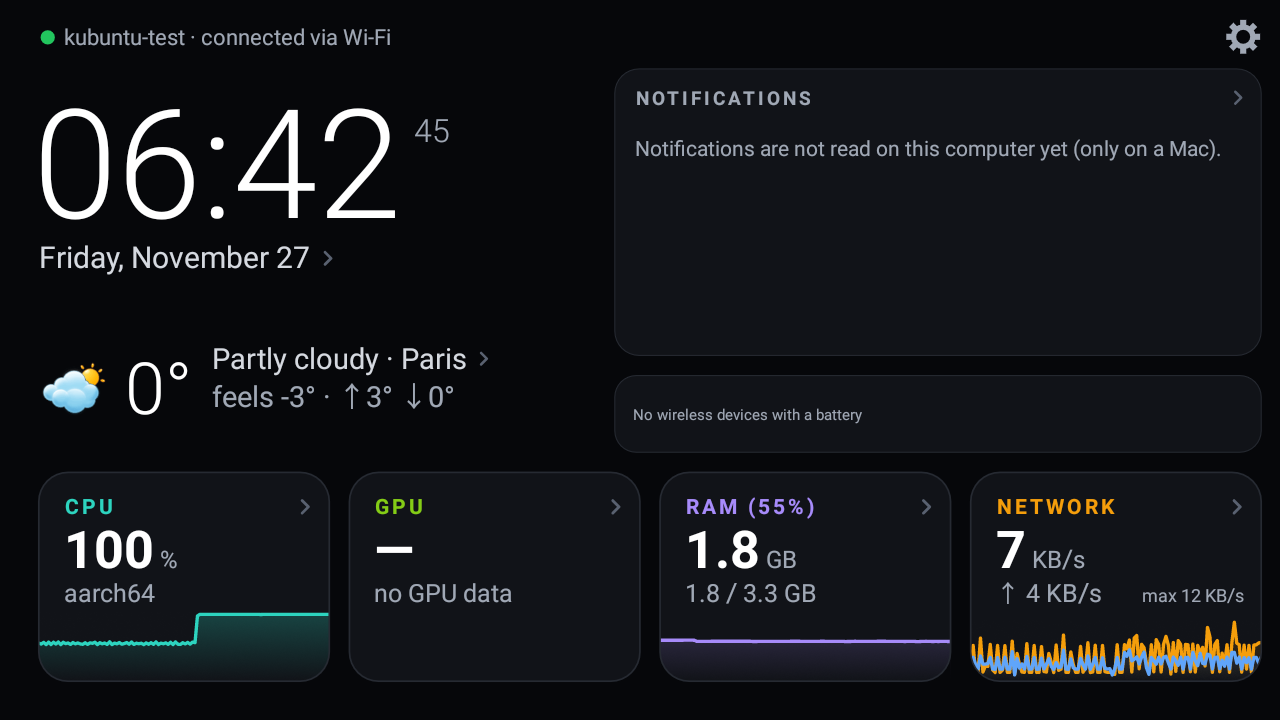 kubuntu-test · connected via Wi-Fi
06:42 45
Friday, November 27
0° Partly cloudy · Paris
feels -3° · ↑3° ↓0°
NOTIFICATIONS
Notifications are not read on this computer yet (only on a Mac).
No wireless devices with a battery
CPU
100 %
aarch64
GPU
—
no GPU data
RAM (55%)
1.8 GB
1.8 / 3.3 GB
NETWORK
7 KB/s
↑ 4 KB/s max 12 KB/s